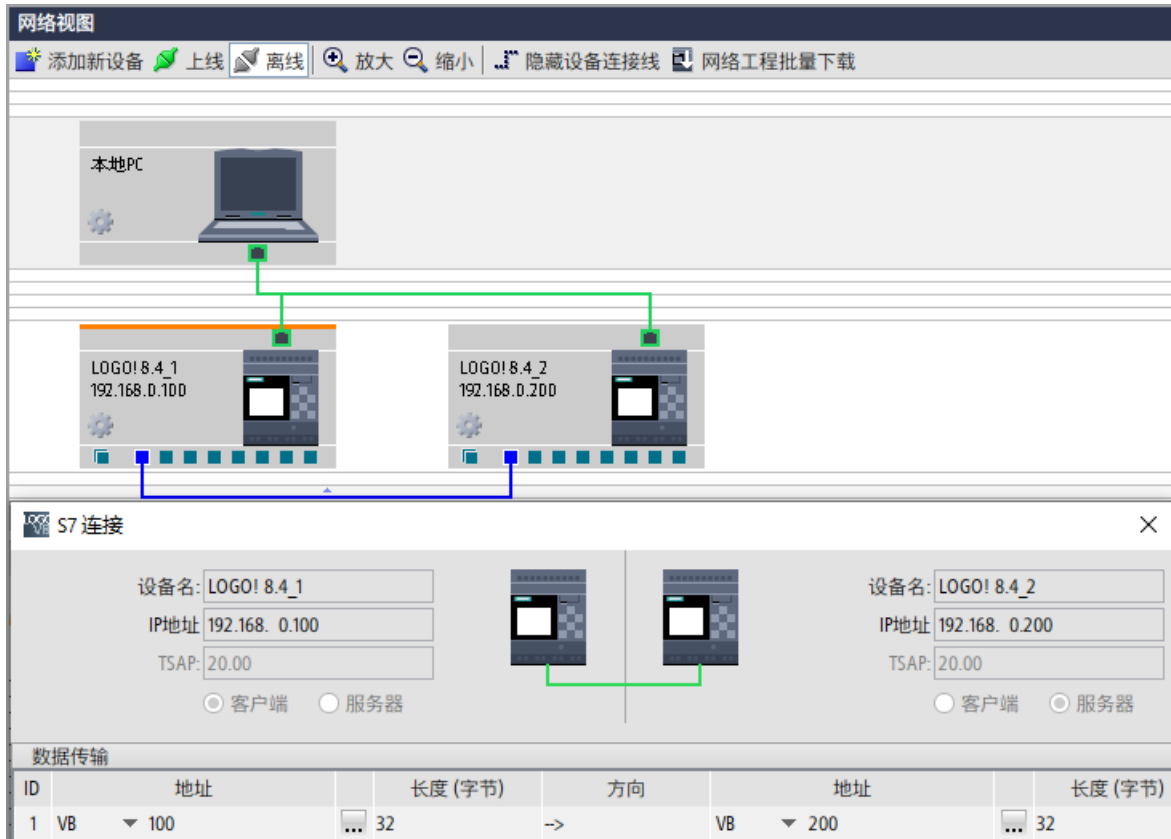 网络视图
添加新设备 上线 离线 放大 缩小 隐藏设备连接线 网络工程批量下载
本地PC
LOGO! 8.4_1
192.168.0.100
LOGO! 8.4_2
192.168.0.200
S7 连接
设备名: LOGO! 8.4_1
IP地址 192.168. 0.100
TSAP: 20.00
客户端 服务器
设备名: LOGO! 8.4_2
IP地址 192.168. 0.200
TSAP: 20.00
客户端 服务器
数据传输
ID 地址 长度 (字节) 方向 地址 长度 (字节)
1 VB 100 ... 32 --> VB 200 ... 32